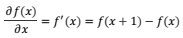 ∂f(x)/∂x = f′(x) = f(x + 1) − f(x)